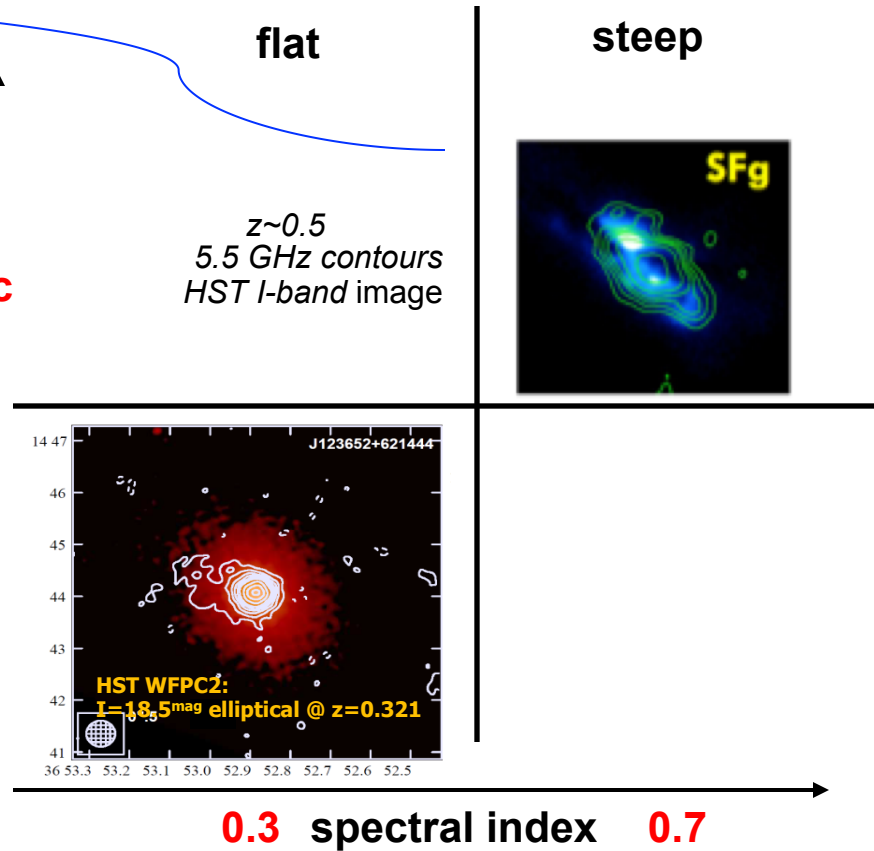 flat
steep
SFg
z~0.5
5.5 GHz contours
HST I-band image
c
14 47
J123652+621444
46
45
44
43
42
41
HST WFPC2:
I=18.5mag elliptical @ z=0.321
36 53.3 53.2 53.1 53.0 52.9 52.8 52.7 52.6 52.5
0.3 spectral index 0.7